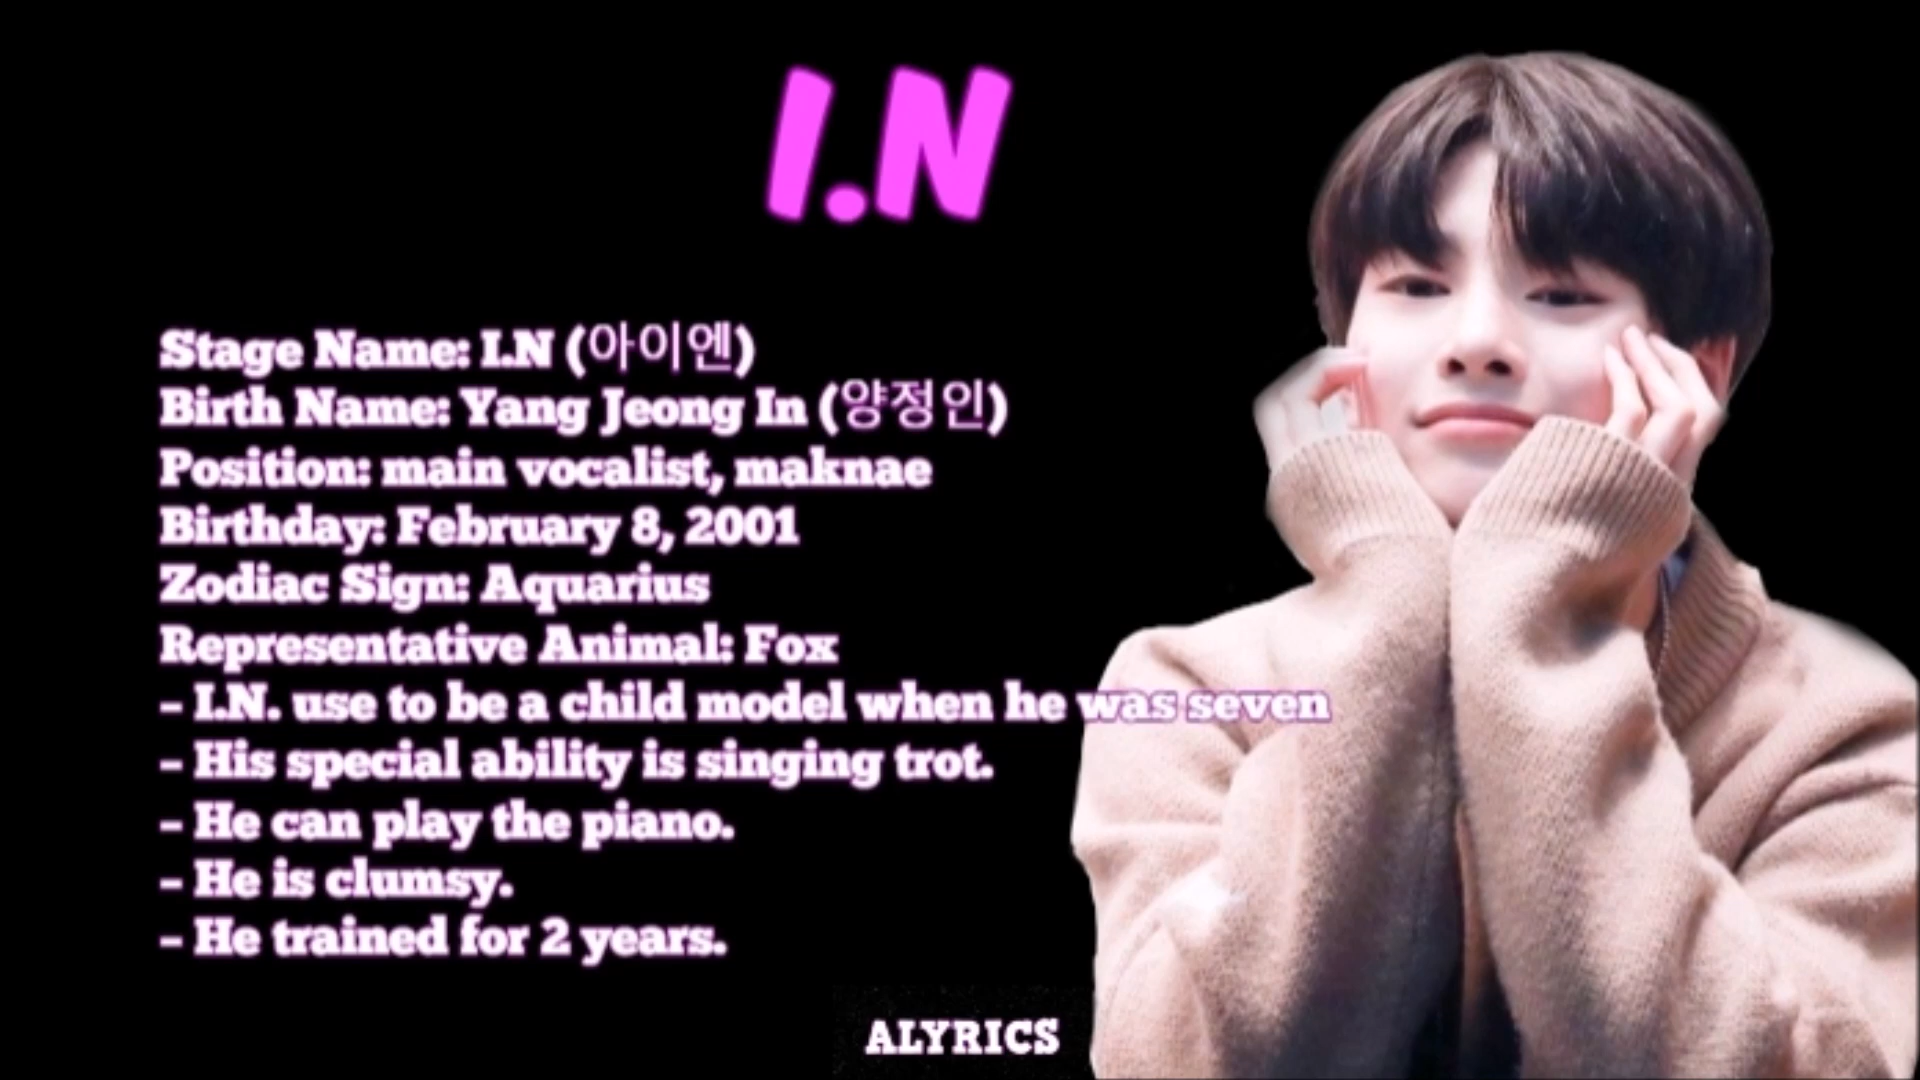 I.N
Stage Name: I.N (아이엔)
Birth Name: Yang Jeong In (양정인)
Position: main vocalist, maknae
Birthday: February 8, 2001
Zodiac Sign: Aquarius
Representative Animal: Fox
– I.N. use to be a child model when he was seven
– His special ability is singing trot.
– He can play the piano.
– He is clumsy.
– He trained for 2 years.
ALYRICS